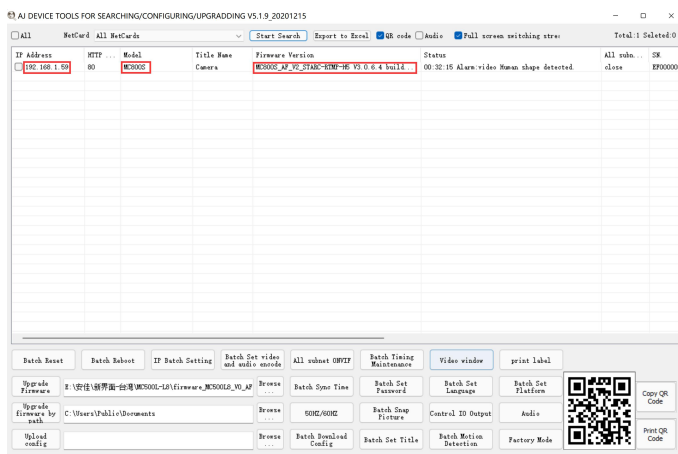 AJ DEVICE TOOLS FOR SEARCHING/CONFIGURING/UPGRADDING V5.1.9_20201215
All NetCard All NetCards Start Search Export to Excel QR code Audio Full screen switching stre: Total:1 Seleted:0
IP Address HTTP ... Model Title Name Firmware Version Status All subn... SN
192.168.1.59 80 MC800S Camera MC800S_AF_V2_STARC-RTMP-H5 V3.0.6.4 build... 00:32:15 Alarm:video Human shape detected. close EF00000
Batch Reset Batch Reboot IP Batch Setting Batch Set video and audio encode All subnet ONVIF Batch Timing Maintenance Video window print label
Upgrade Firmware E:\安佳\新界面-台湾\MC500L-L8\firmware_MC500L8_V0_AF Browse ... Batch Sync Time Batch Set Password Batch Set Language Batch Set Platform Copy QR Code
Upgrade firmware by path C:\Users\Public\Documents Browse ... 50HZ/60HZ Batch Snap Picture Control IO Output Audio
Upload config Browse ... Batch Download Config Batch Set Title Batch Motion Detection Factory Mode Print QR Code